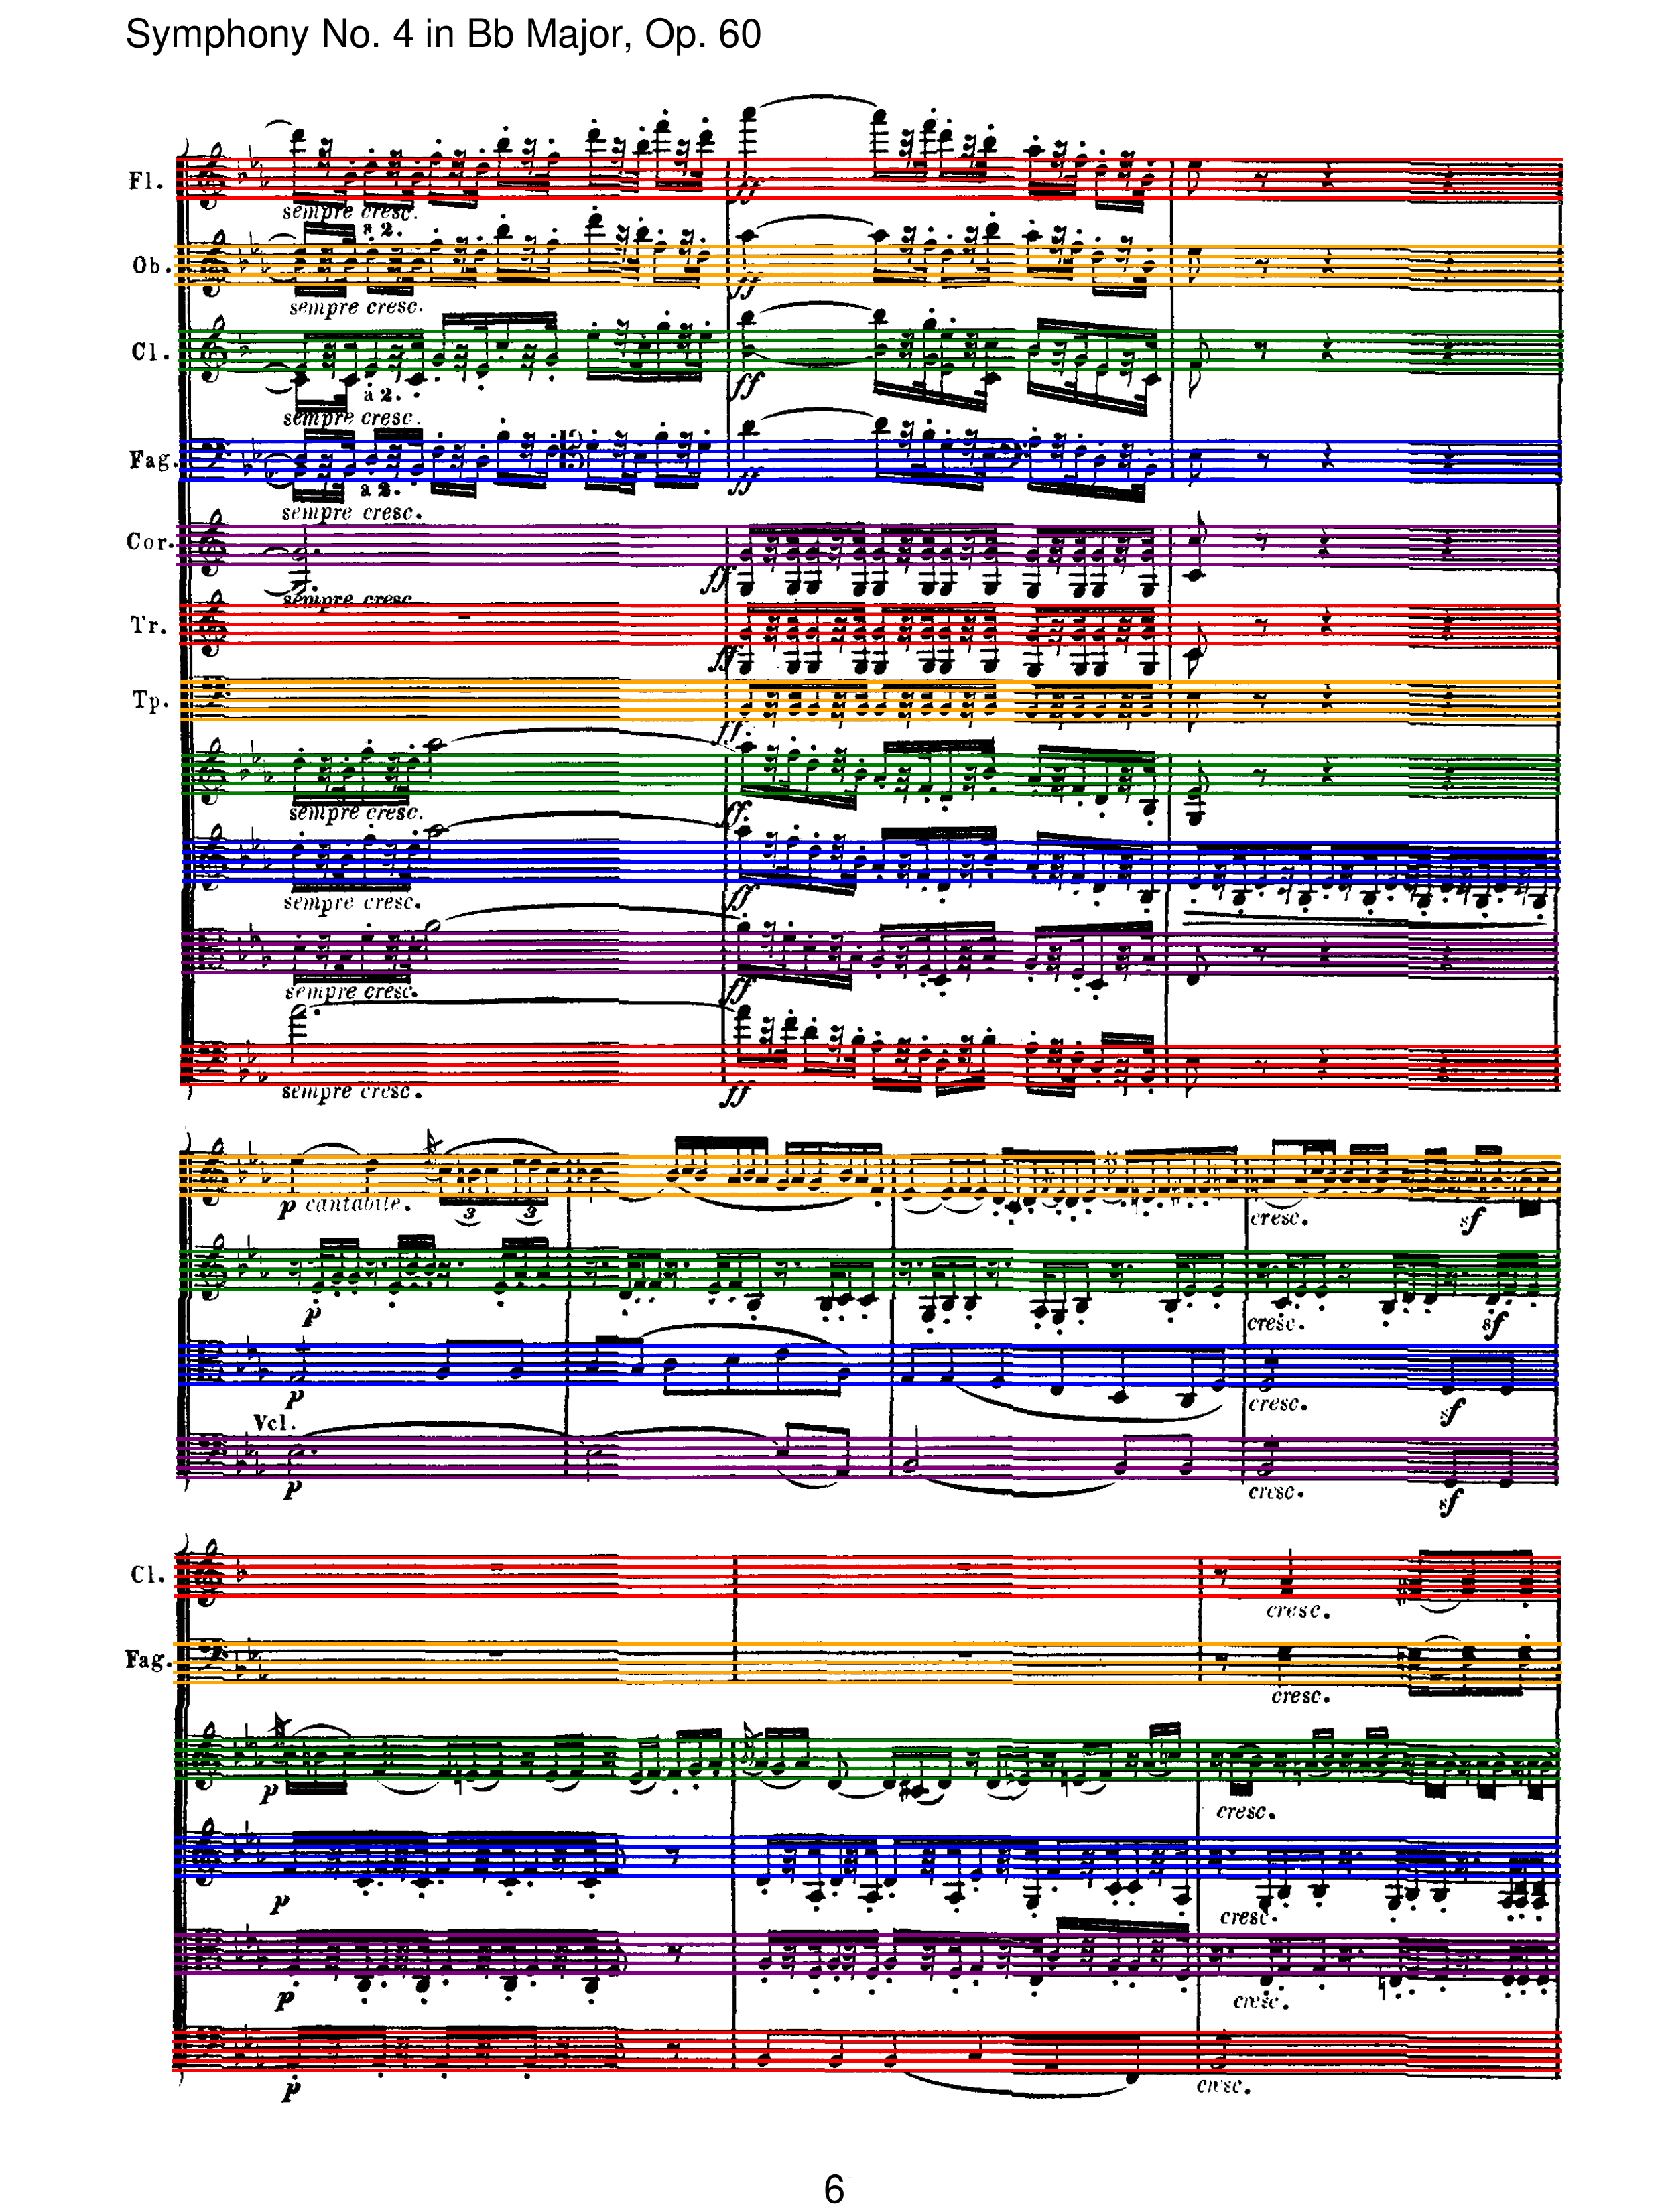 Symphony No. 4 in Bb Major, Op. 60
Fl.
sempre cresc.
a 2.
Ob.
ff
sempre cresc.
Cl.
ff
a 2.
sempre cresc.
Fag.
ff
a 2.
sempre cresc.
Cor.
ff
sempre cresc.
Tr.
ff
Tp.
ff
sempre cresc.
ff
sempre cresc.
ff
sempre cresc.
ff
sempre cresc.
ff
p cantabile.
3
3
cresc.
sf
p
cresc.
sf
p
cresc.
sf
Vcl.
p
cresc.
sf
Cl.
cresc.
Fag.
cresc.
p
cresc.
p
cresc.
p
cresc.
p
cresc.
6